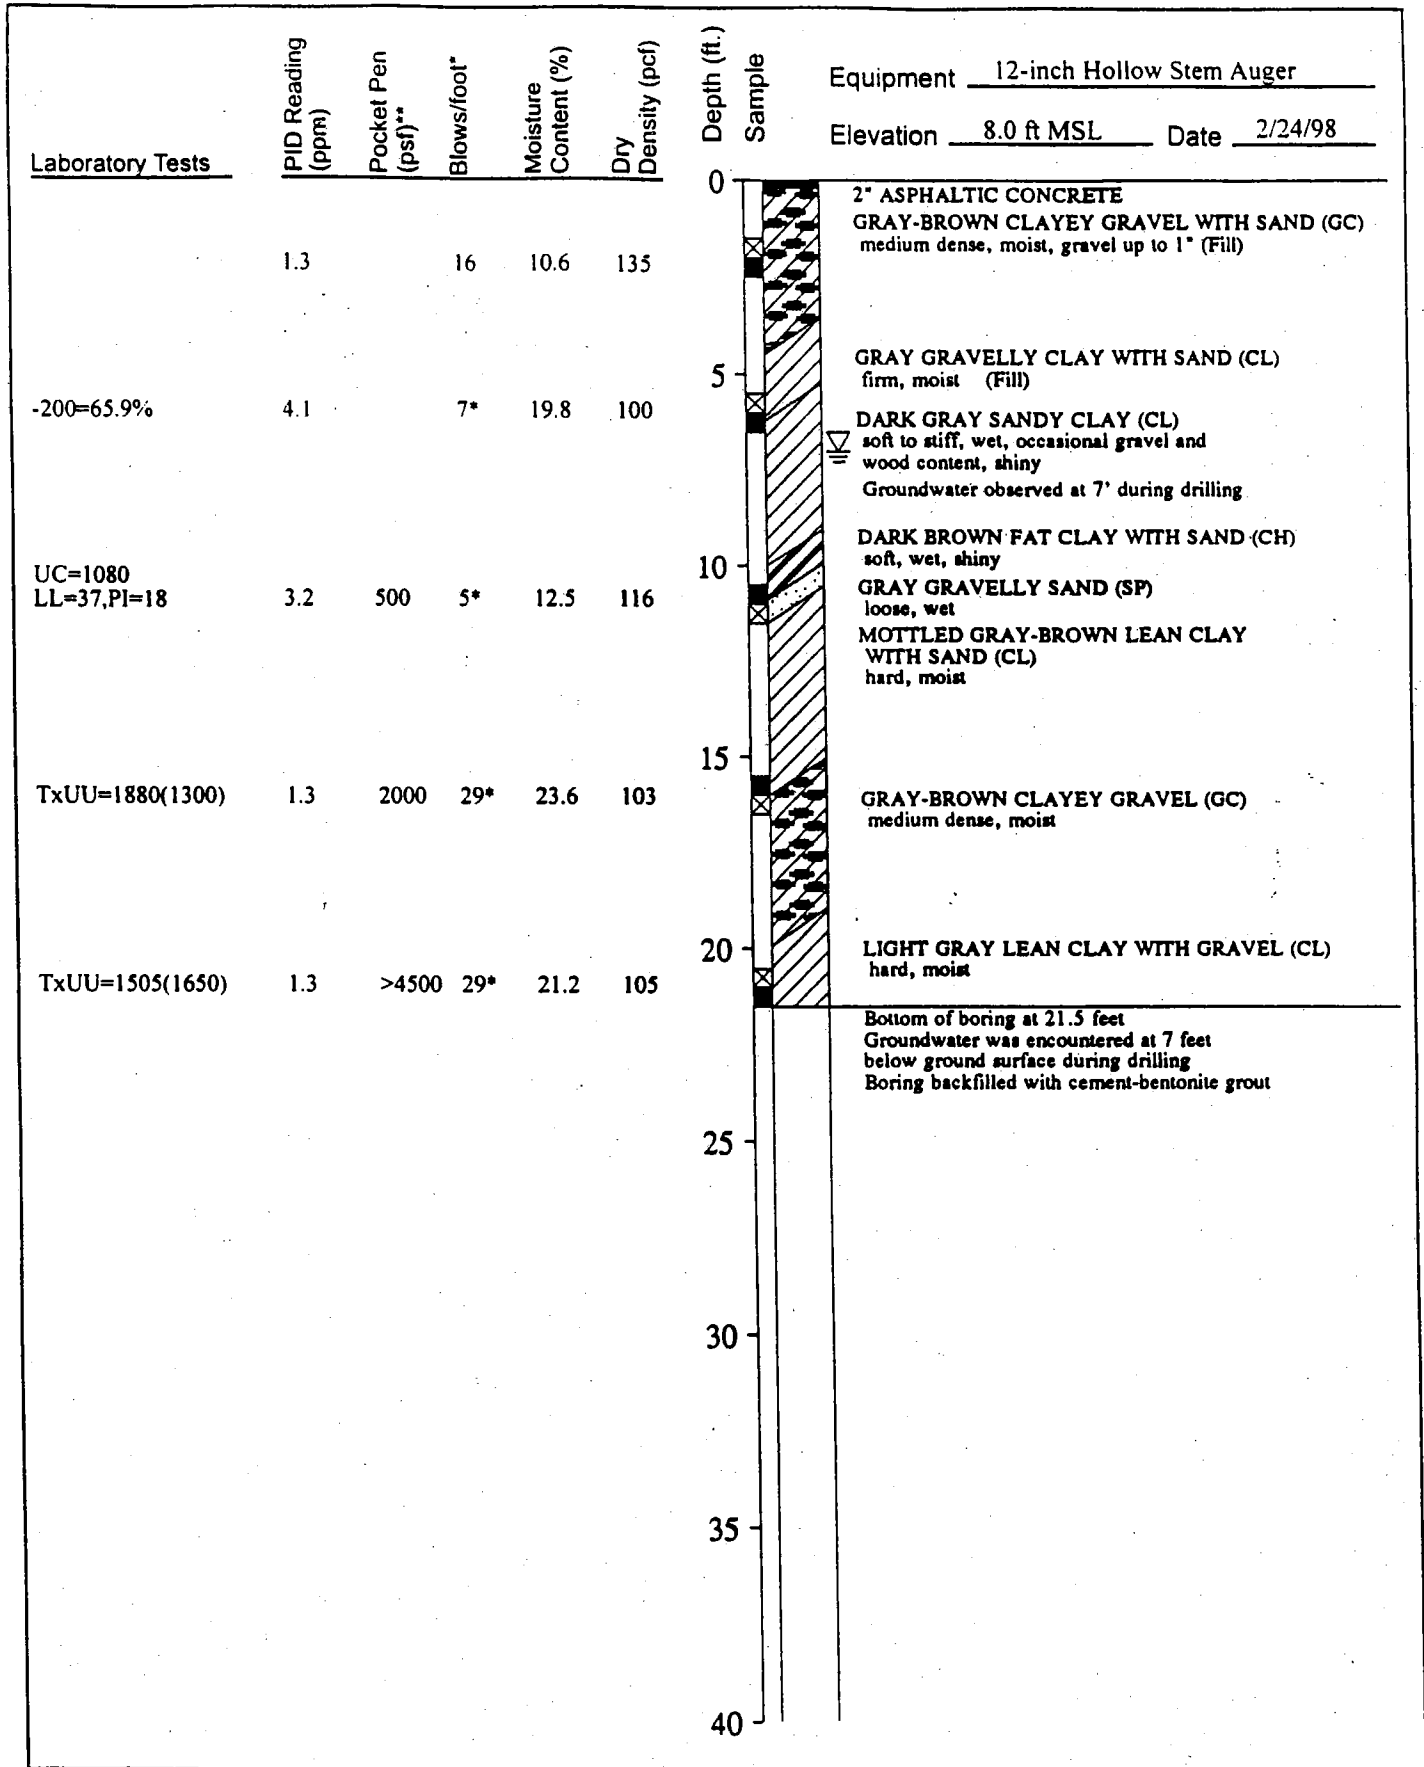 Equipment 12-inch Hollow Stem Auger
Elevation 8.0 ft MSL Date 2/24/98
Laboratory Tests
PID Reading (ppm)
Pocket Pen (psf)**
Blows/foot*
Moisture Content (%)
Dry Density (pcf)
Depth (ft.)
Sample
0
2" ASPHALTIC CONCRETE
GRAY-BROWN CLAYEY GRAVEL WITH SAND (GC)
medium dense, moist, gravel up to 1" (Fill)
1.3 16 10.6 135
GRAY GRAVELLY CLAY WITH SAND (CL)
5
firm, moist (Fill)
-200=65.9% 4.1 7* 19.8 100
DARK GRAY SANDY CLAY (CL)
soft to stiff, wet, occasional gravel and
wood content, shiny
Groundwater observed at 7' during drilling
DARK BROWN FAT CLAY WITH SAND (CH)
soft, wet, shiny
10
UC=1080
LL=37,PI=18 3.2 500 5* 12.5 116
GRAY GRAVELLY SAND (SP)
loose, wet
MOTTLED GRAY-BROWN LEAN CLAY
WITH SAND (CL)
hard, moist
15
TxUU=1880(1300) 1.3 2000 29* 23.6 103
GRAY-BROWN CLAYEY GRAVEL (GC)
medium dense, moist
20
LIGHT GRAY LEAN CLAY WITH GRAVEL (CL)
hard, moist
TxUU=1505(1650) 1.3 >4500 29* 21.2 105
Bottom of boring at 21.5 feet
Groundwater was encountered at 7 feet
below ground surface during drilling
Boring backfilled with cement-bentonite grout
25
30
35
40